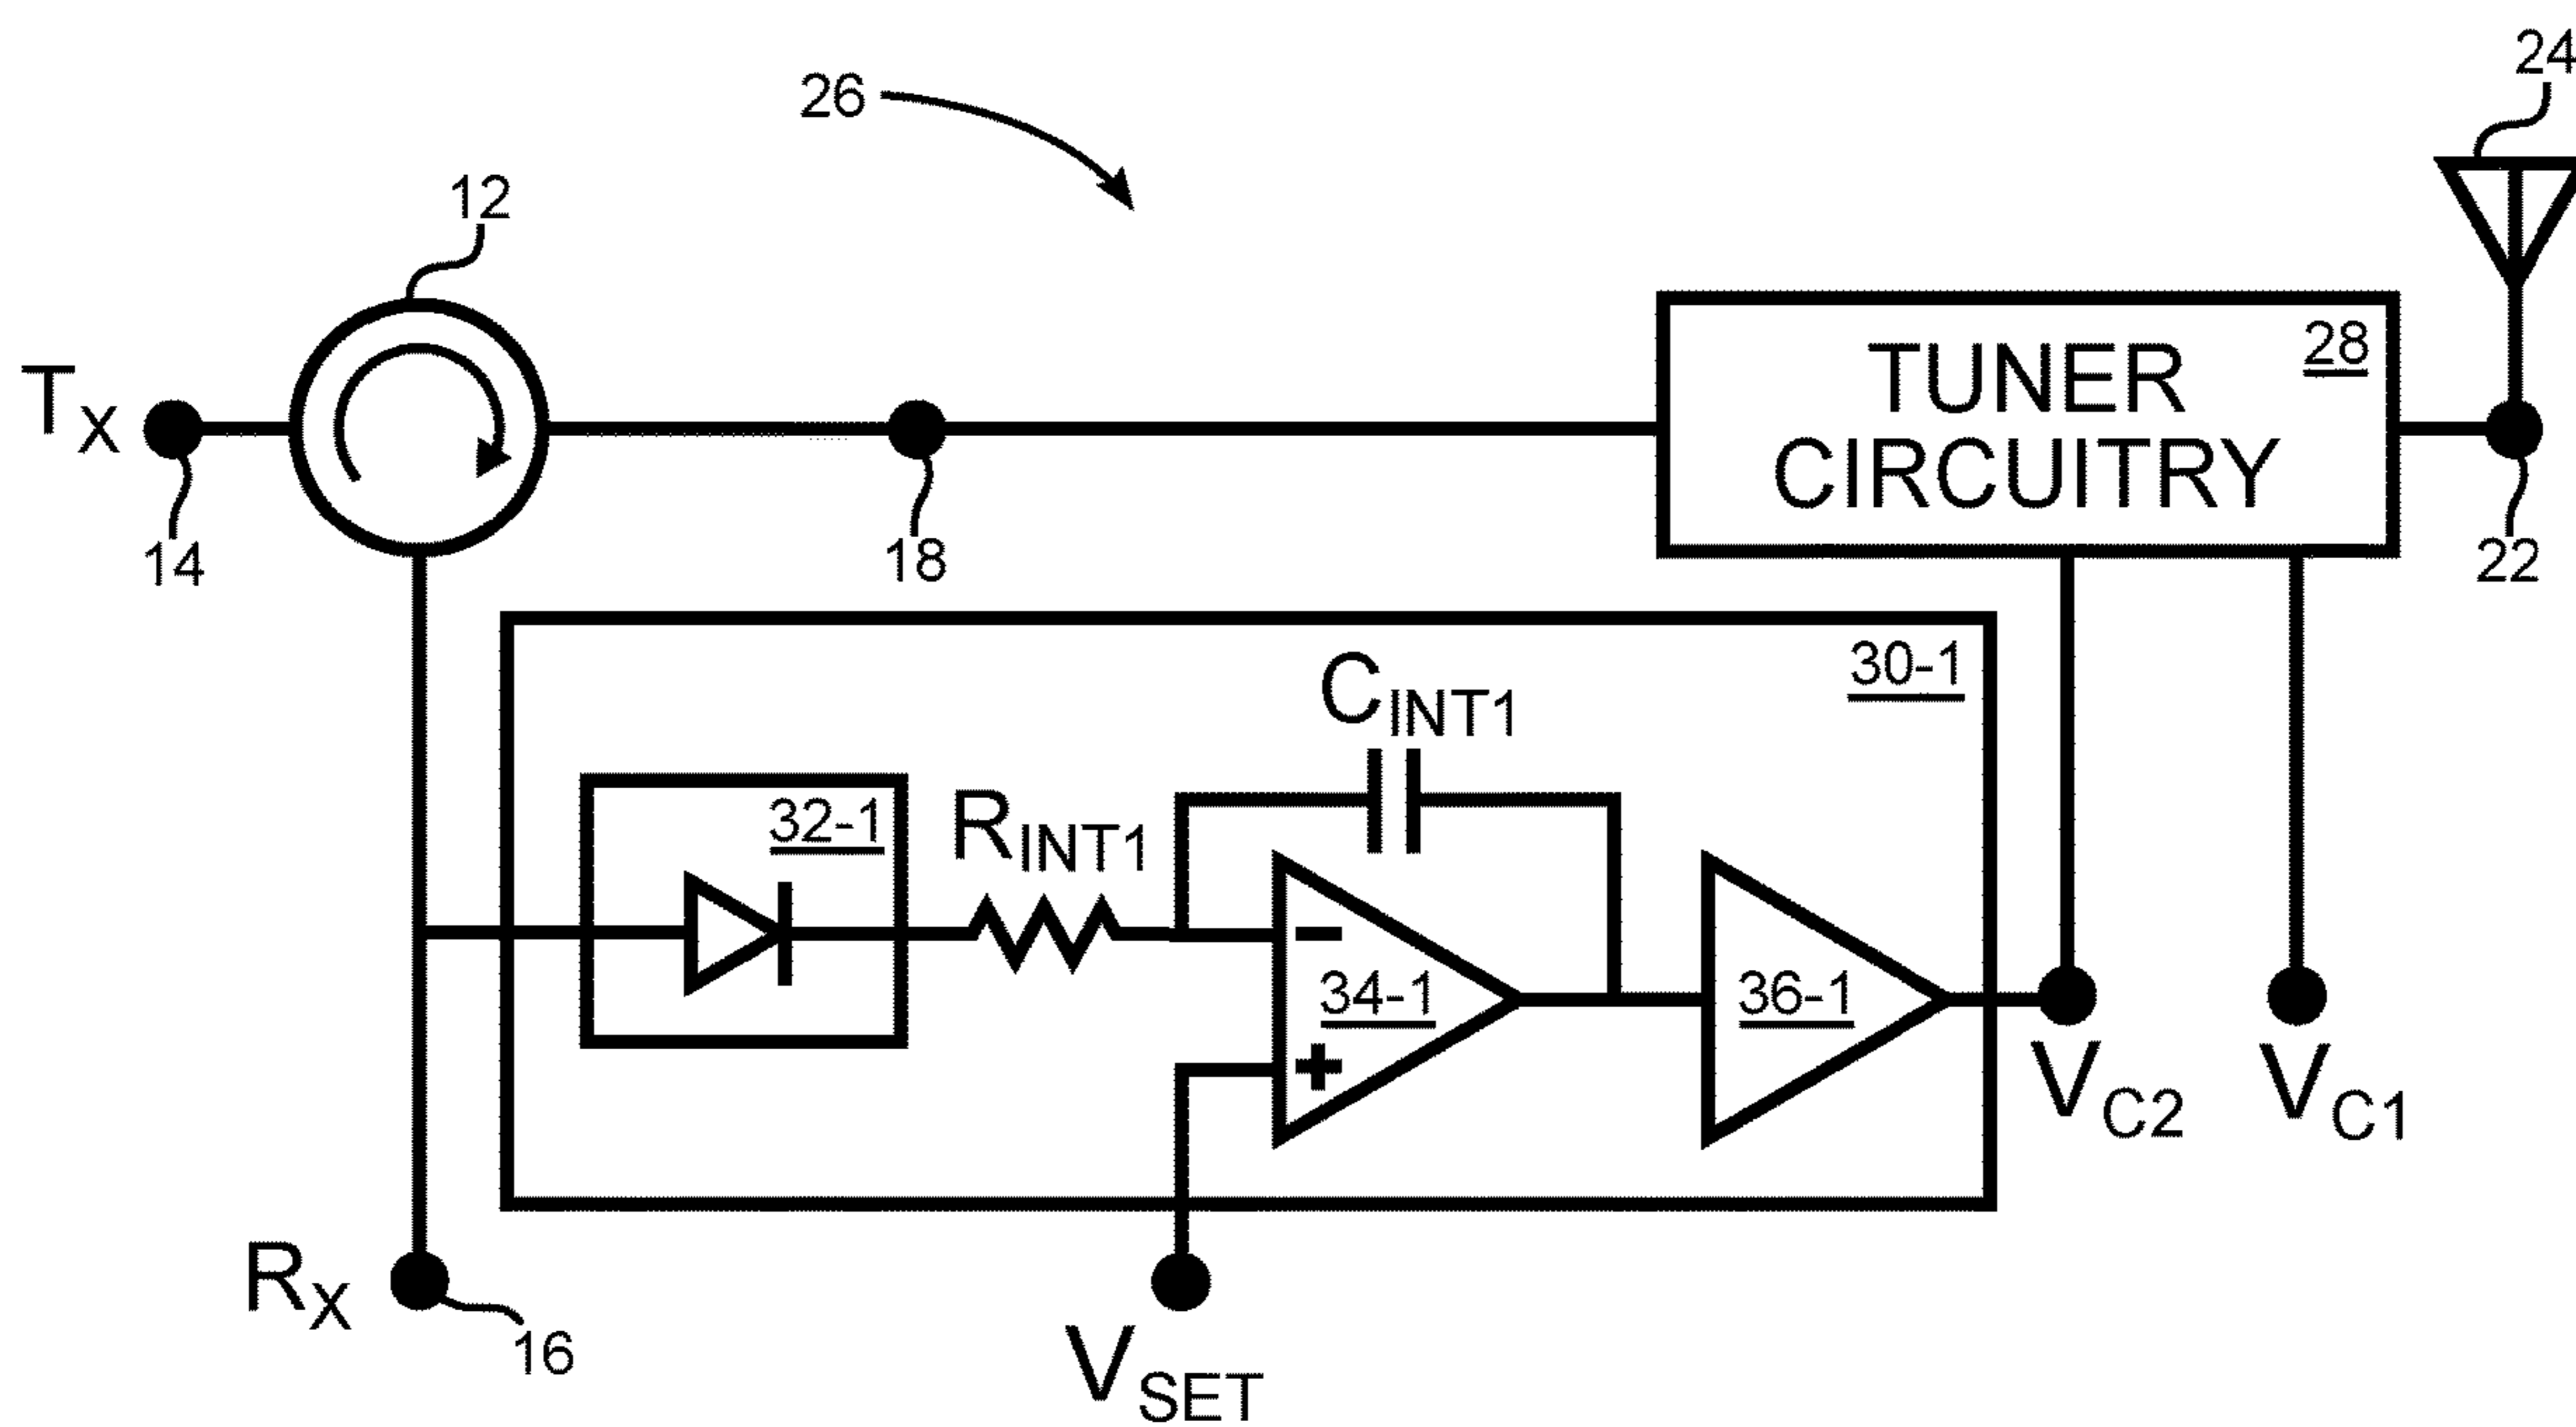 24
26
12
28
TUNER
CIRCUITRY
TX
14
18
22
30-1
CINT1
32-1
RINT1
-
34-1
+
36-1
VC2
VC1
RX
16
VSET